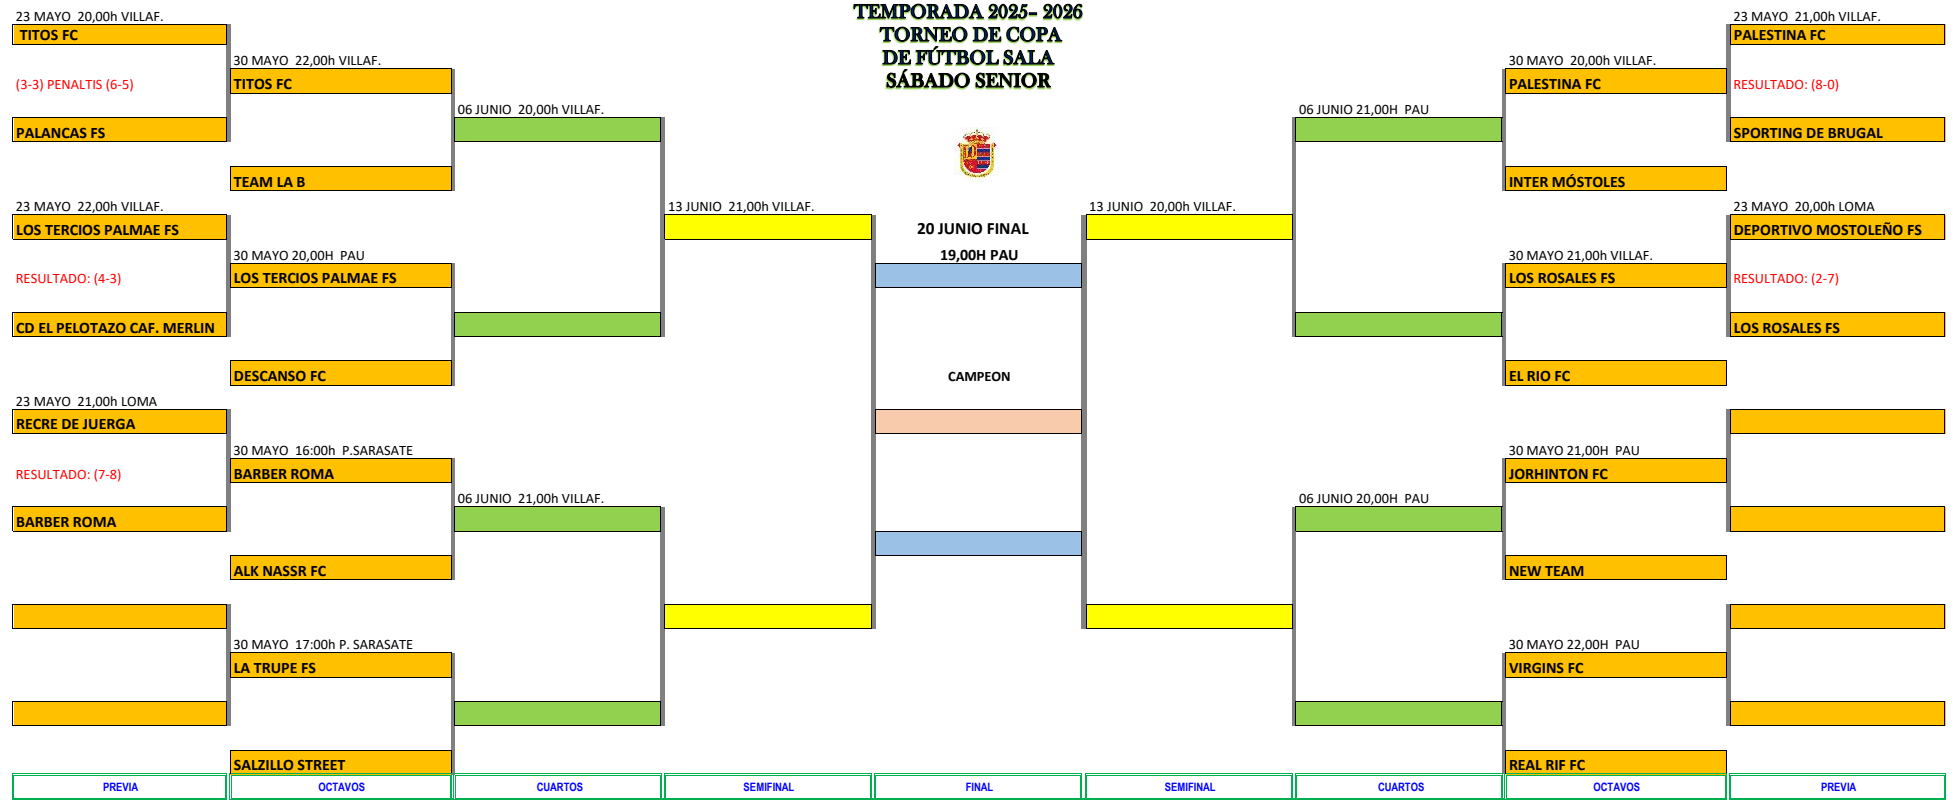 TEMPORADA 2025- 2026
TORNEO DE COPA
DE FÚTBOL SALA
SÁBADO SENIOR
23 MAYO 20,00h VILLAF.
TITOS FC
(3-3) PENALTIS (6-5)
PALANCAS FS
23 MAYO 22,00h VILLAF.
LOS TERCIOS PALMAE FS
RESULTADO: (4-3)
CD EL PELOTAZO CAF. MERLIN
23 MAYO 21,00h LOMA
RECRE DE JUERGA
RESULTADO: (7-8)
BARBER ROMA
PREVIA
30 MAYO 22,00h VILLAF.
TITOS FC
TEAM LA B
30 MAYO 20,00H PAU
LOS TERCIOS PALMAE FS
DESCANSO FC
30 MAYO 16:00h P.SARASATE
BARBER ROMA
ALK NASSR FC
30 MAYO 17:00h P. SARASATE
LA TRUPE FS
SALZILLO STREET
OCTAVOS
06 JUNIO 20,00h VILLAF.
06 JUNIO 21,00h VILLAF.
CUARTOS
13 JUNIO 21,00h VILLAF.
SEMIFINAL
20 JUNIO FINAL
19,00H PAU
CAMPEON
FINAL
13 JUNIO 20,00h VILLAF.
SEMIFINAL
06 JUNIO 21,00H PAU
06 JUNIO 20,00H PAU
CUARTOS
30 MAYO 20,00h VILLAF.
PALESTINA FC
INTER MÓSTOLES
30 MAYO 21,00h VILLAF.
LOS ROSALES FS
EL RIO FC
30 MAYO 21,00H PAU
JORHINTON FC
NEW TEAM
30 MAYO 22,00H PAU
VIRGINS FC
REAL RIF FC
OCTAVOS
23 MAYO 21,00h VILLAF.
PALESTINA FC
RESULTADO: (8-0)
SPORTING DE BRUGAL
23 MAYO 20,00h LOMA
DEPORTIVO MOSTOLEÑO FS
RESULTADO: (2-7)
LOS ROSALES FS
PREVIA